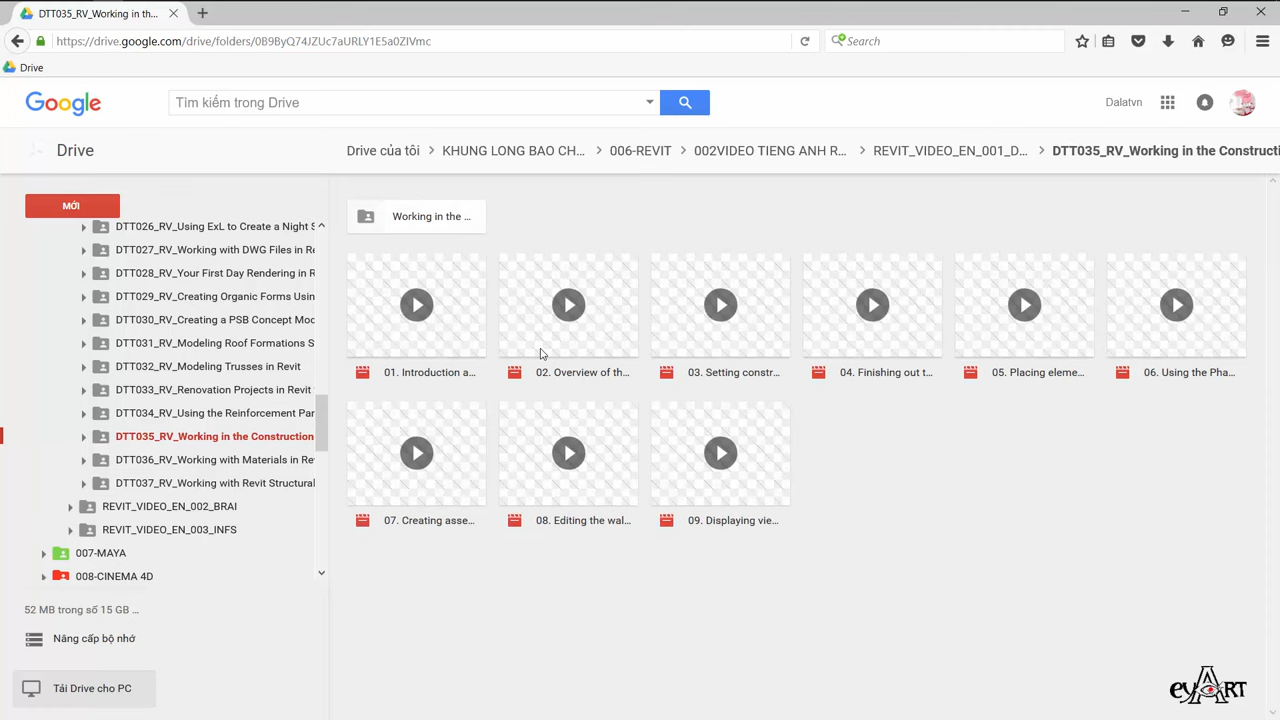 DTT035_RV_Working in th...
https://drive.google.com/drive/folders/0B9ByQ74JZUc7aURLY1E5a0ZIVmc
Search
Drive
Google
Tìm kiếm trong Drive
Dalatvn
Drive
Drive của tôi
KHUNG LONG BAO CH...
006-REVIT
002VIDEO TIENG ANH R...
REVIT_VIDEO_EN_001_D...
DTT035_RV_Working in the Constructi
MỚI
DTT026_RV_Using ExL to Create a Night S
DTT027_RV_Working with DWG Files in Re
DTT028_RV_Your First Day Rendering in R
DTT029_RV_Creating Organic Forms Usin
DTT030_RV_Creating a PSB Concept Mod
DTT031_RV_Modeling Roof Formations S
DTT032_RV_Modeling Trusses in Revit
DTT033_RV_Renovation Projects in Revit
DTT034_RV_Using the Reinforcement Par
DTT035_RV_Working in the Construction
DTT036_RV_Working with Materials in Re
DTT037_RV_Working with Revit Structural
REVIT_VIDEO_EN_002_BRAI
REVIT_VIDEO_EN_003_INFS
007-MAYA
008-CINEMA 4D
52 MB trong số 15 GB ...
Nâng cấp bộ nhớ
Tải Drive cho PC
Working in the ...
01. Introduction a...
02. Overview of th...
03. Setting constr...
04. Finishing out t...
05. Placing eleme...
06. Using the Pha...
07. Creating asse...
08. Editing the wal...
09. Displaying vie...
eyART